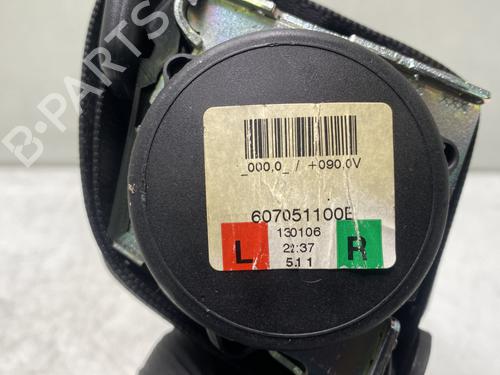 B-PARTS
_000,0_ / +090.0V
607051100E
130106
L 22:37 R
5.1 1